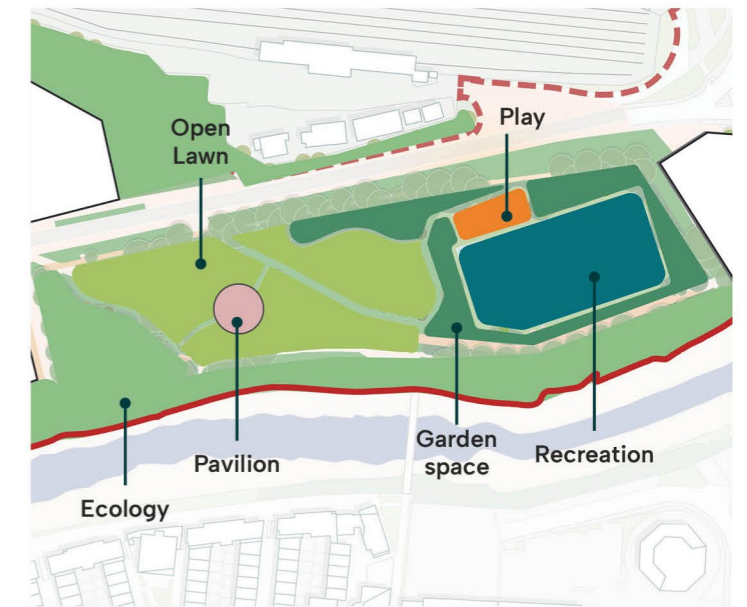 Play
Open
Lawn
Garden
space
Recreation
Pavilion
Ecology